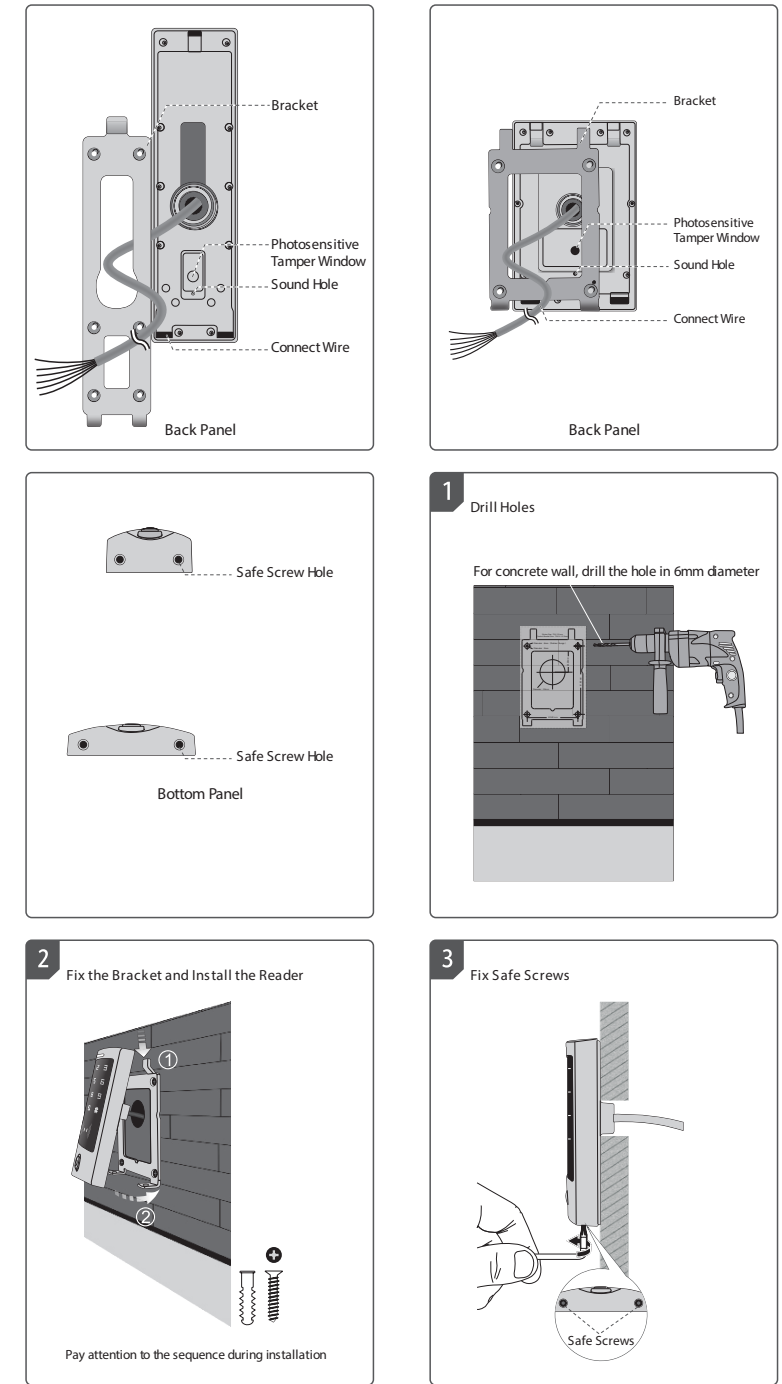 Bracket
Photosensitive
Tamper Window
Sound Hole
Connect Wire
Back Panel
Bracket
Photosensitive
Tamper Window
Sound Hole
Connect Wire
Back Panel
Safe Screw Hole
Safe Screw Hole
Bottom Panel
1
Drill Holes
For concrete wall, drill the hole in 6mm diameter
2
Fix the Bracket and Install the Reader
①
②
Pay attention to the sequence during installation
3
Fix Safe Screws
Safe Screws